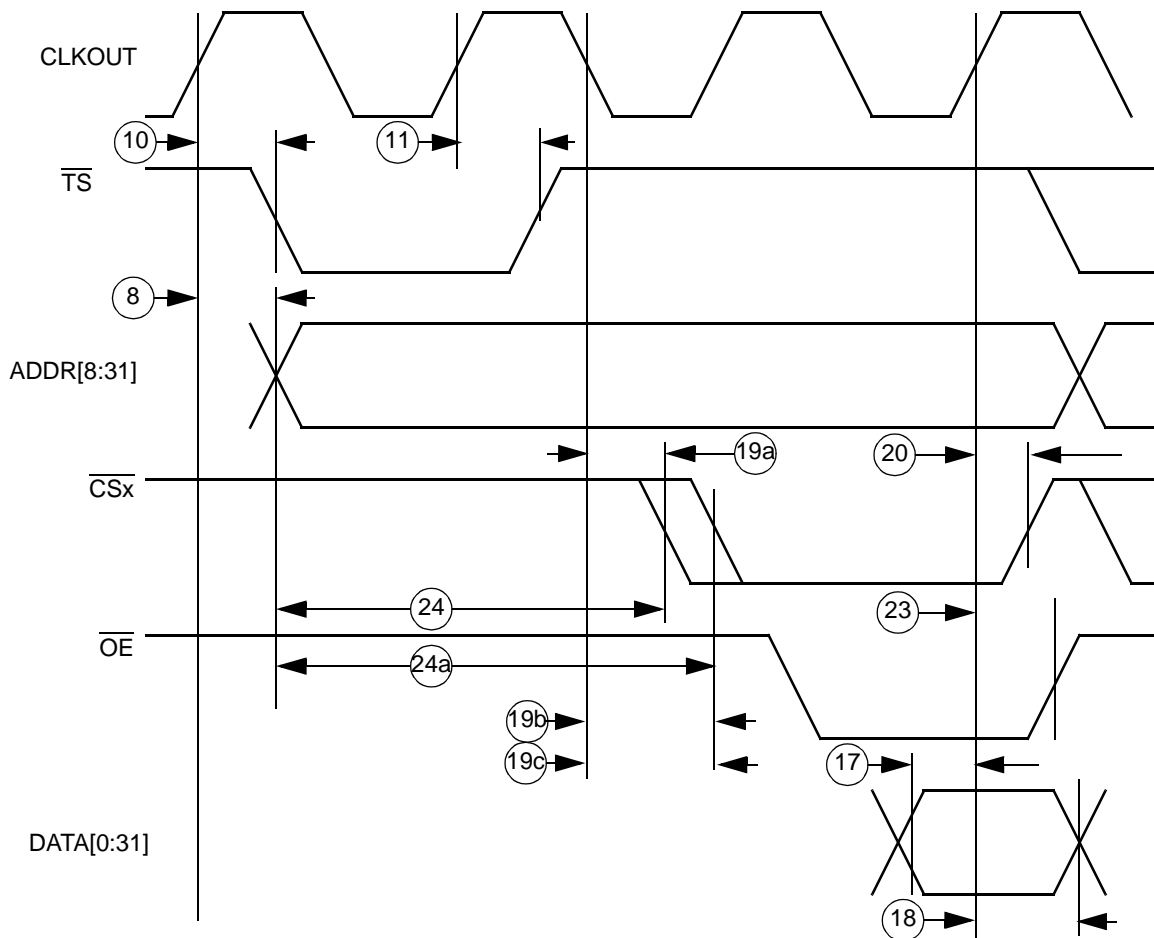 CLKOUT
10
11
TS
8
ADDR[8:31]
19a
20
CSx
24
23
OE
24a
19b
19c
17
DATA[0:31]
18